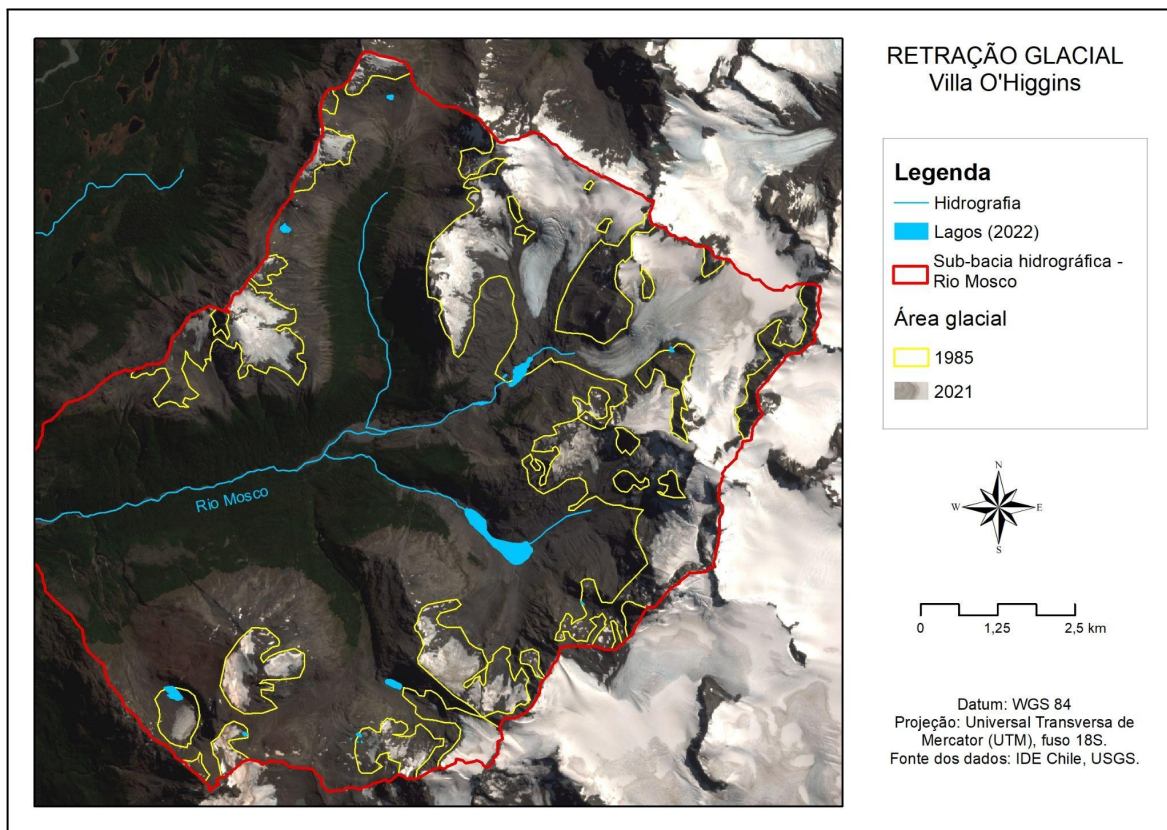 RETRAÇÃO GLACIAL
Villa O'Higgins
Legenda
Hidrografia
Lagos (2022)
Sub-bacia hidrográfica -
Rio Mosco
Área glacial
1985
2021
Rio Mosco
N
W
E
S
0
1,25
2,5 km
Datum: WGS 84
Projeção: Universal Transversa de
Mercator (UTM), fuso 18S.
Fonte dos dados: IDE Chile, USGS.